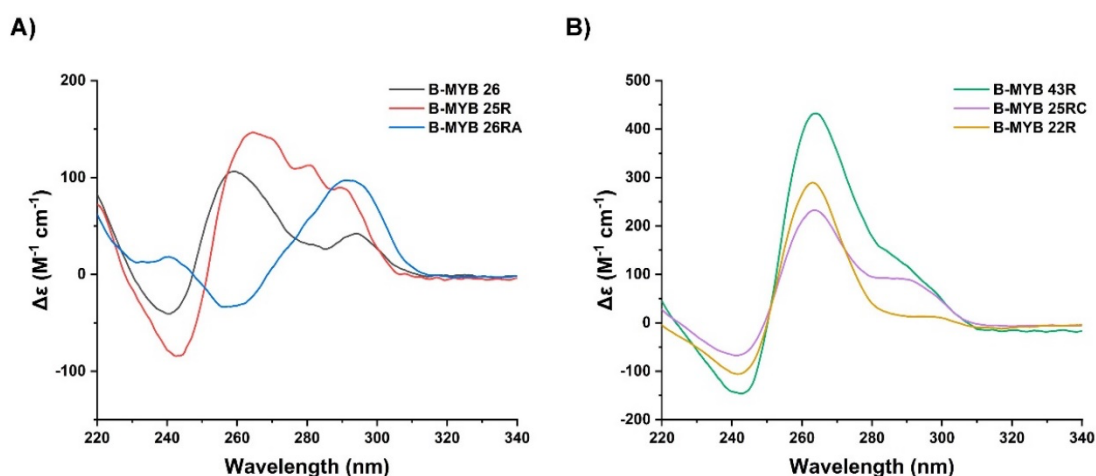 A)
B)
200
100
0
-100
Δε (M⁻¹ cm⁻¹)
B-MYB 26
B-MYB 25R
B-MYB 26RA
220 240 260 280 300 320 340
Wavelength (nm)
500
400
300
200
100
0
-100
-200
Δε (M⁻¹ cm⁻¹)
B-MYB 43R
B-MYB 25RC
B-MYB 22R
220 240 260 280 300 320 340
Wavelength (nm)